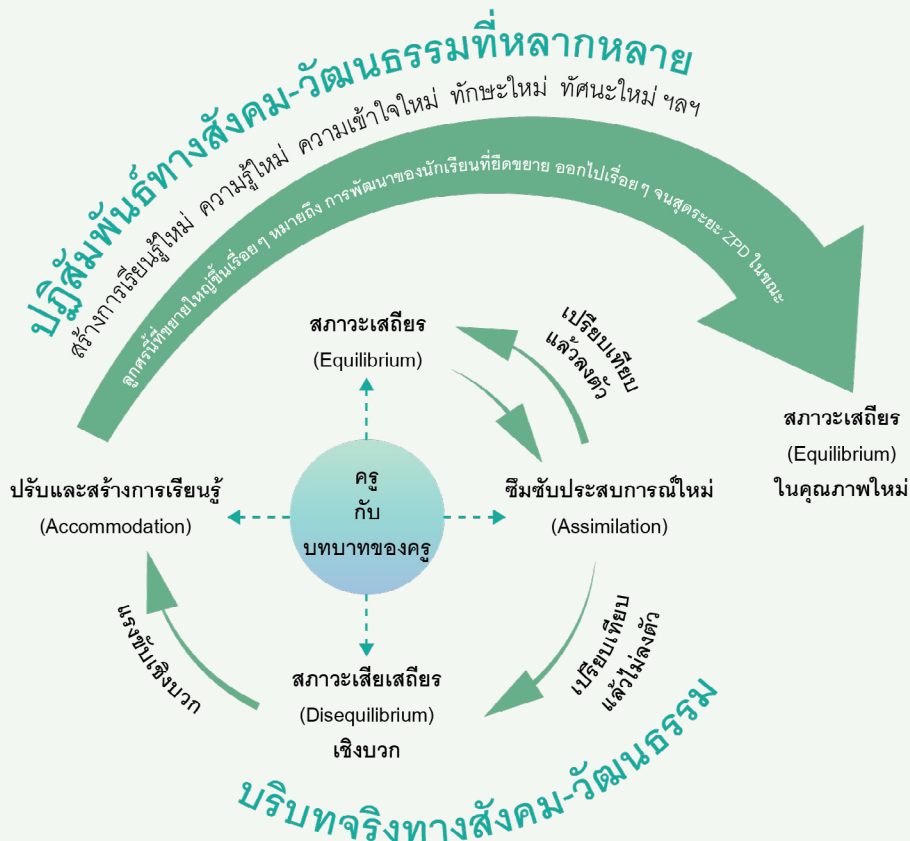 ปฏิสัมพันธ์ทางสังคม-วัฒนธรรมที่หลากหลาย
สร้างการเรียนรู้ใหม่ ความรู้ใหม่ ความเข้าใจใหม่ ทักษะใหม่ ทัศนะใหม่ ฯลฯ
ลูกศรนี้ที่ขยายใหญ่ขึ้นเรื่อยๆ หมายถึง การพัฒนาของนักเรียนที่ยืดขยาย ออกไปเรื่อยๆ จนสุดระยะ ZPD ในขณะ
สภาวะเสถียร
(Equilibrium)
เปรียบเทียบ
แล้วลงตัว
สภาวะเสถียร
(Equilibrium)
ในคุณภาพใหม่
ปรับและสร้างการเรียนรู้
(Accommodation)
ครู
กับ
บทบาทของครู
ซึมซับประสบการณ์ใหม่
(Assimilation)
แรงขับเชิงบวก
สภาวะเสียเสถียร
(Disequilibrium)
เชิงบวก
เปรียบเทียบ
แล้วไม่ลงตัว
บริบทจริงทางสังคม-วัฒนธรรม